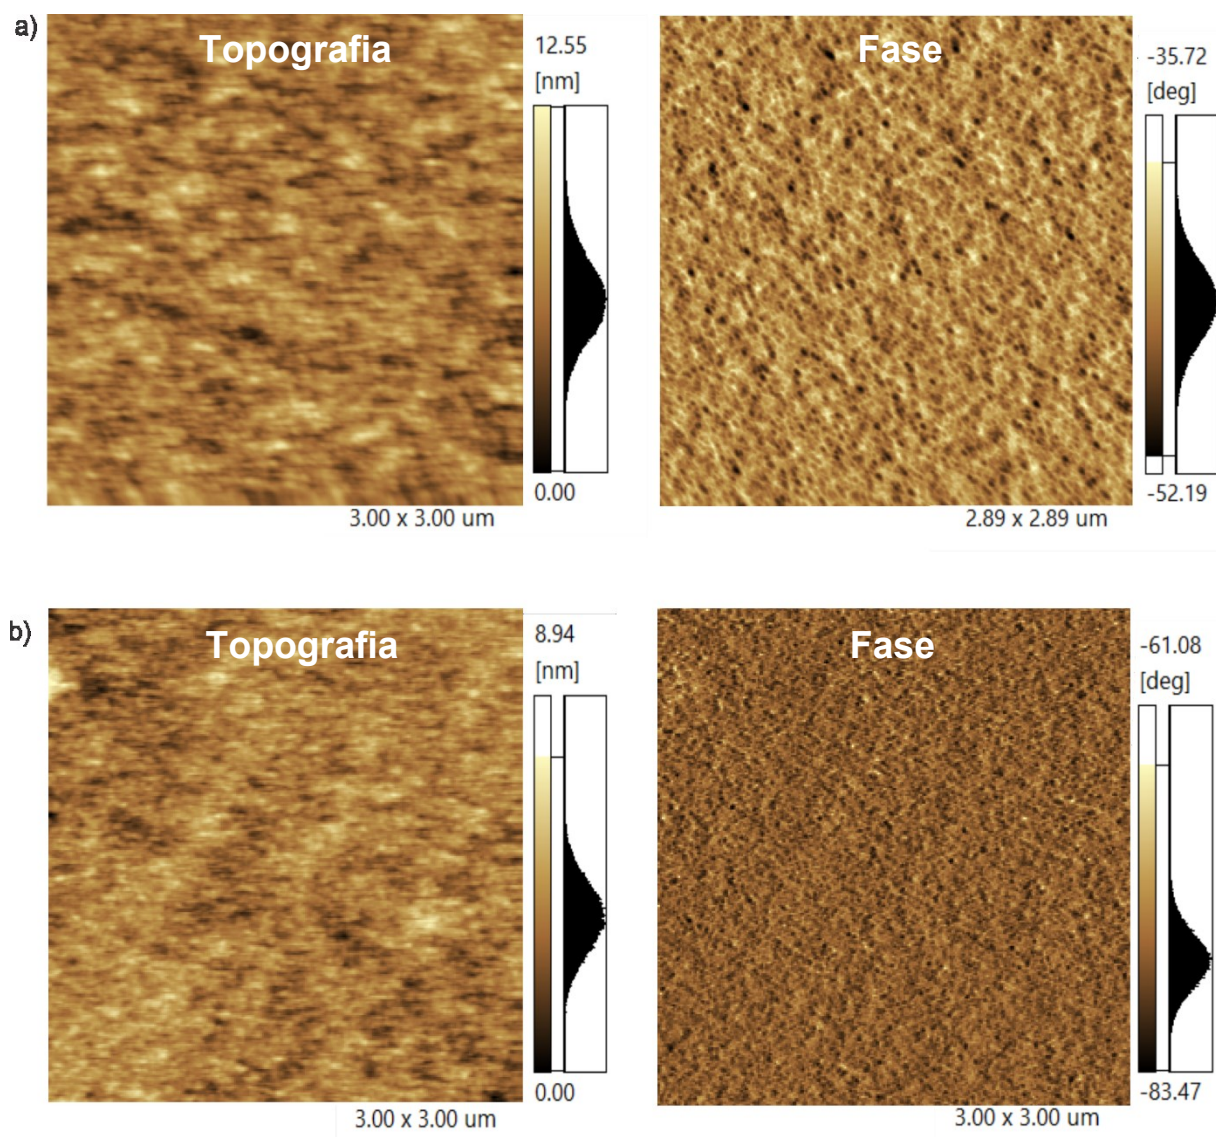 a)
Topografia
12.55
[nm]
0.00
3.00 x 3.00 um
Fase
-35.72
[deg]
-52.19
2.89 x 2.89 um
b)
Topografia
8.94
[nm]
0.00
3.00 x 3.00 um
Fase
-61.08
[deg]
-83.47
3.00 x 3.00 um